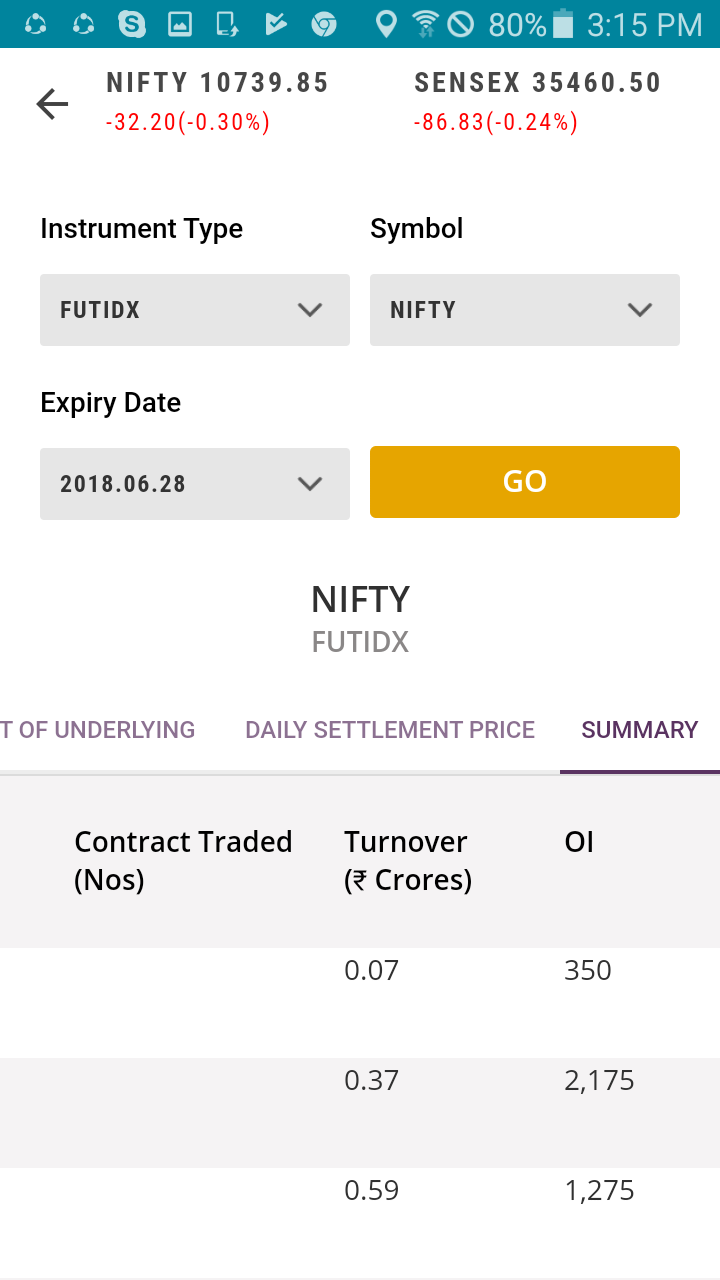 80% 3:15 PM
NIFTY 10739.85 SENSEX 35460.50
-32.20(-0.30%) -86.83(-0.24%)
Instrument Type Symbol
FUTIDX NIFTY
Expiry Date
2018.06.28 GO
NIFTY
FUTIDX
T OF UNDERLYING DAILY SETTLEMENT PRICE SUMMARY
Contract Traded Turnover OI
(Nos) (₹ Crores)
0.07 350
0.37 2,175
0.59 1,275